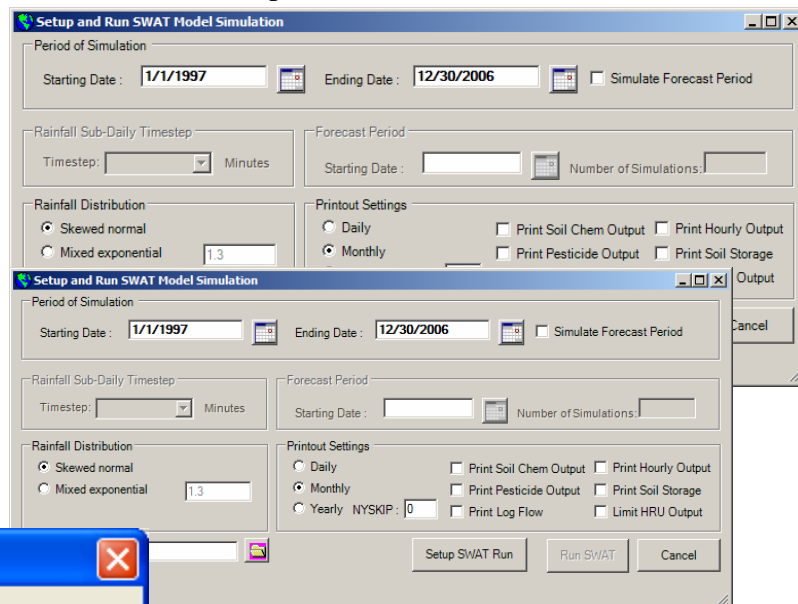 Setup and Run SWAT Model Simulation
Period of Simulation
Starting Date : 1/1/1997 Ending Date : 12/30/2006 Simulate Forecast Period
Rainfall Sub-Daily Timestep Forecast Period
Timestep: Minutes Starting Date : Number of Simulations:
Rainfall Distribution Printout Settings
Skewed normal Daily Print Soil Chem Output Print Hourly Output
Mixed exponential 1.3 Monthly Print Pesticide Output Print Soil Storage
Output
Cancel
Setup and Run SWAT Model Simulation
Period of Simulation
Starting Date : 1/1/1997 Ending Date : 12/30/2006 Simulate Forecast Period
Rainfall Sub-Daily Timestep Forecast Period
Timestep: Minutes Starting Date : Number of Simulations:
Rainfall Distribution Printout Settings
Skewed normal Daily Print Soil Chem Output Print Hourly Output
Mixed exponential 1.3 Monthly Print Pesticide Output Print Soil Storage
Yearly NYSKIP : 0 Print Log Flow Limit HRU Output
Setup SWAT Run Run SWAT Cancel